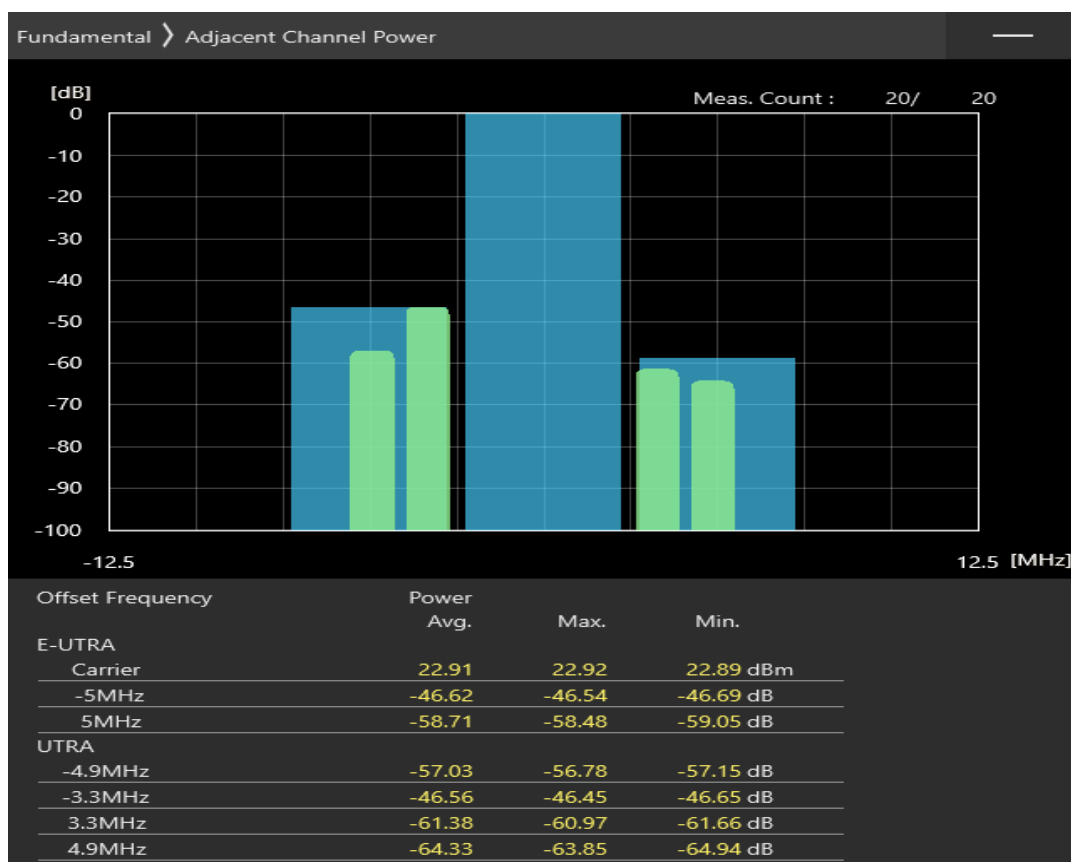 Fundamental ❯ Adjacent Channel Power
[dB]
Meas. Count : 20/ 20
0
-10
-20
-30
-40
-50
-60
-70
-80
-90
-100
-12.5 12.5 [MHz]
Offset Frequency Power
Avg. Max. Min.
E-UTRA
Carrier 22.91 22.92 22.89 dBm
-5MHz -46.62 -46.54 -46.69 dB
5MHz -58.71 -58.48 -59.05 dB
UTRA
-4.9MHz -57.03 -56.78 -57.15 dB
-3.3MHz -46.56 -46.45 -46.65 dB
3.3MHz -61.38 -60.97 -61.66 dB
4.9MHz -64.33 -63.85 -64.94 dB